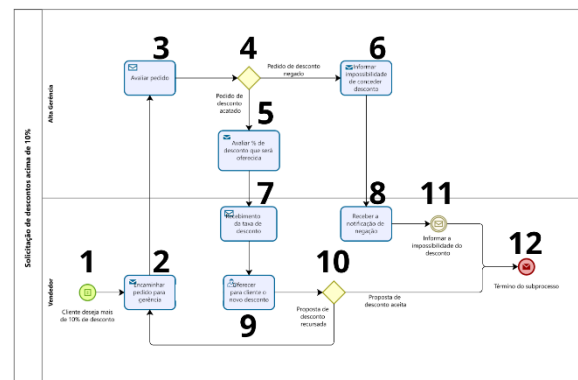 Solicitação de descontos acima de 10%
Alta Gerência
Vendedor
3
Avaliar pedido
4
Pedido de desconto
negado
6
Informar
impossibilidade
de conceder
desconto
Pedido de
desconto
acatado
5
Avaliar % de
desconto que será
oferecida
7
Recebimento
da taxa de
desconto
8
Receber a
notificação de
negação
11
Informar a
impossibilidade do
desconto
12
Término do subprocesso
1
Cliente deseja mais
de 10% de desconto
2
Encaminhar
pedido para
gerência
Oferecer
para cliente o
novo desconto
9
10
Proposta de
desconto aceita
Proposta de
desconto
recusada